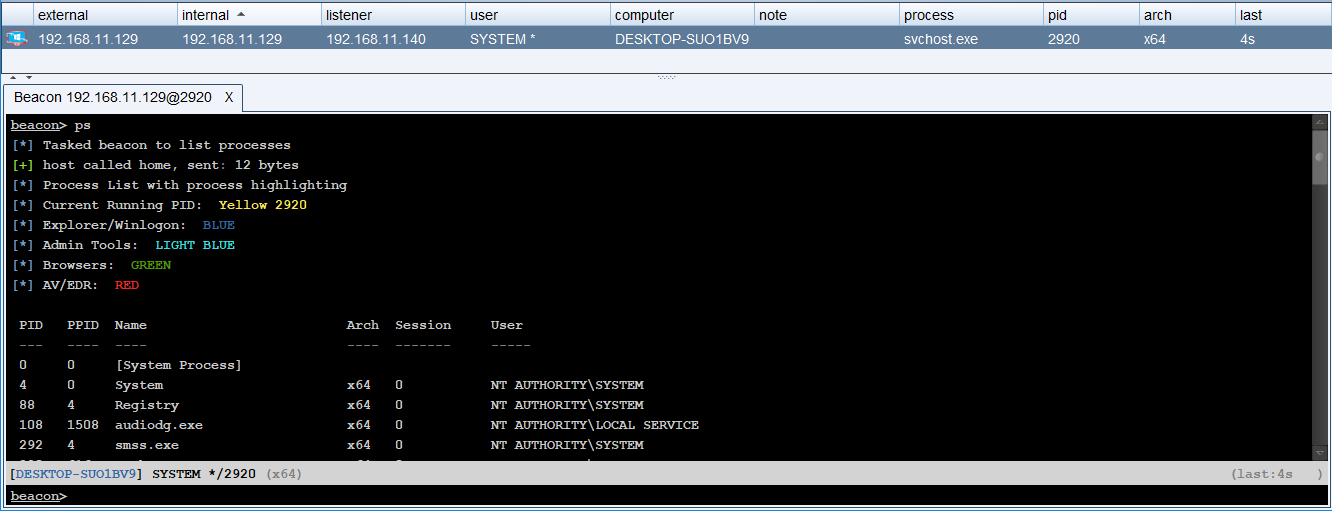 external internal listener user computer note process pid arch last
192.168.11.129 192.168.11.129 192.168.11.140 SYSTEM * DESKTOP-SUO1BV9 svchost.exe 2920 x64 4s
Beacon 192.168.11.129@2920 X
beacon> ps
[*] Tasked beacon to list processes
[+] host called home, sent: 12 bytes
[*] Process List with process highlighting
[*] Current Running PID: Yellow 2920
[*] Explorer/Winlogon: BLUE
[*] Admin Tools: LIGHT BLUE
[*] Browsers: GREEN
[*] AV/EDR: RED
PID PPID Name Arch Session User
--- ---- ---- ---- ------- -----
0 0 [System Process]
4 0 System x64 0 NT AUTHORITY\SYSTEM
88 4 Registry x64 0 NT AUTHORITY\SYSTEM
108 1508 audiodg.exe x64 0 NT AUTHORITY\LOCAL SERVICE
292 4 smss.exe x64 0 NT AUTHORITY\SYSTEM
[DESKTOP-SUO1BV9] SYSTEM */2920 (x64) (last:4s )
beacon>